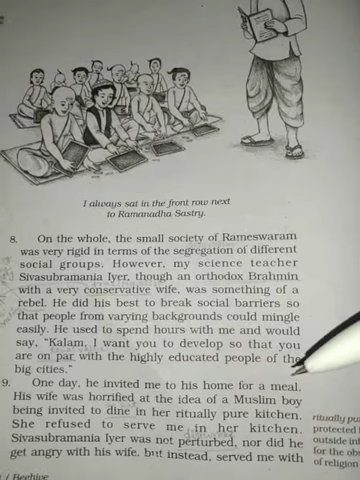 I always sat in the front row next
to Ramanadha Sastry.
8. On the whole, the small society of Rameswaram
was very rigid in terms of the segregation of different
social groups. However, my science teacher
Sivasubramania Iyer, though an orthodox Brahmin
with a very conservative wife, was something of a
rebel. He did his best to break social barriers so
that people from varying backgrounds could mingle
easily. He used to spend hours with me and would
say, "Kalam, I want you to develop so that you
are on par with the highly educated people of the
big cities."
9. One day, he invited me to his home for a meal.
His wife was horrified at the idea of a Muslim boy
being invited to dine in her ritually pure kitchen.
She refused to serve me in her kitchen.
Sivasubramania Iyer was not perturbed, nor did he
get angry with his wife. but instead, served me with
ritually pu
protected
outside in
for the obs
of religion
/ Beehive